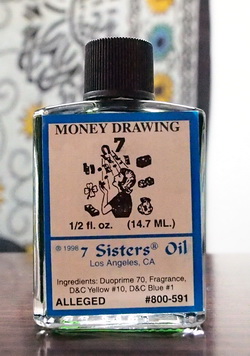 MONEY DRAWING
7
1/2 fl. oz. (14.7 ML.)
® 1996 7 Sisters® Oil
Los Angeles, CA
Ingredients: Duoprime 70, Fragrance,
D&C Yellow #10, D&C Blue #1
ALLEGED #800-591